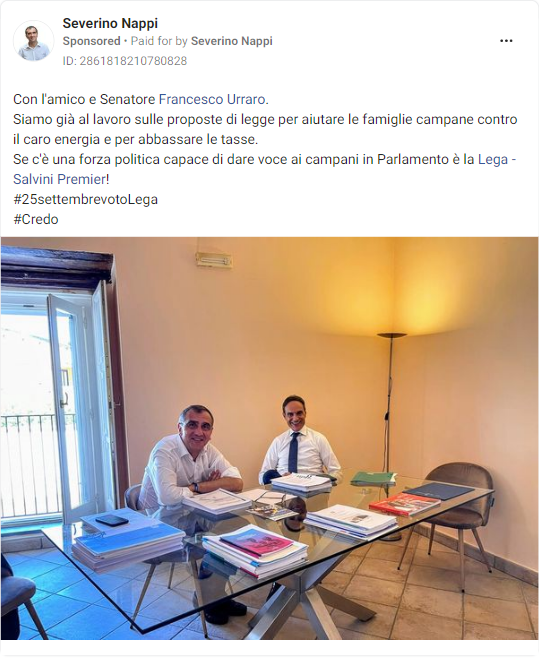 Severino Nappi
Sponsored • Paid for by Severino Nappi
ID: 2861818210780828
Con l'amico e Senatore Francesco Urraro.
Siamo già al lavoro sulle proposte di legge per aiutare le famiglie campane contro
il caro energia e per abbassare le tasse.
Se c'è una forza politica capace di dare voce ai campani in Parlamento è la Lega -
Salvini Premier!
#25settembrevotoLega
#Credo